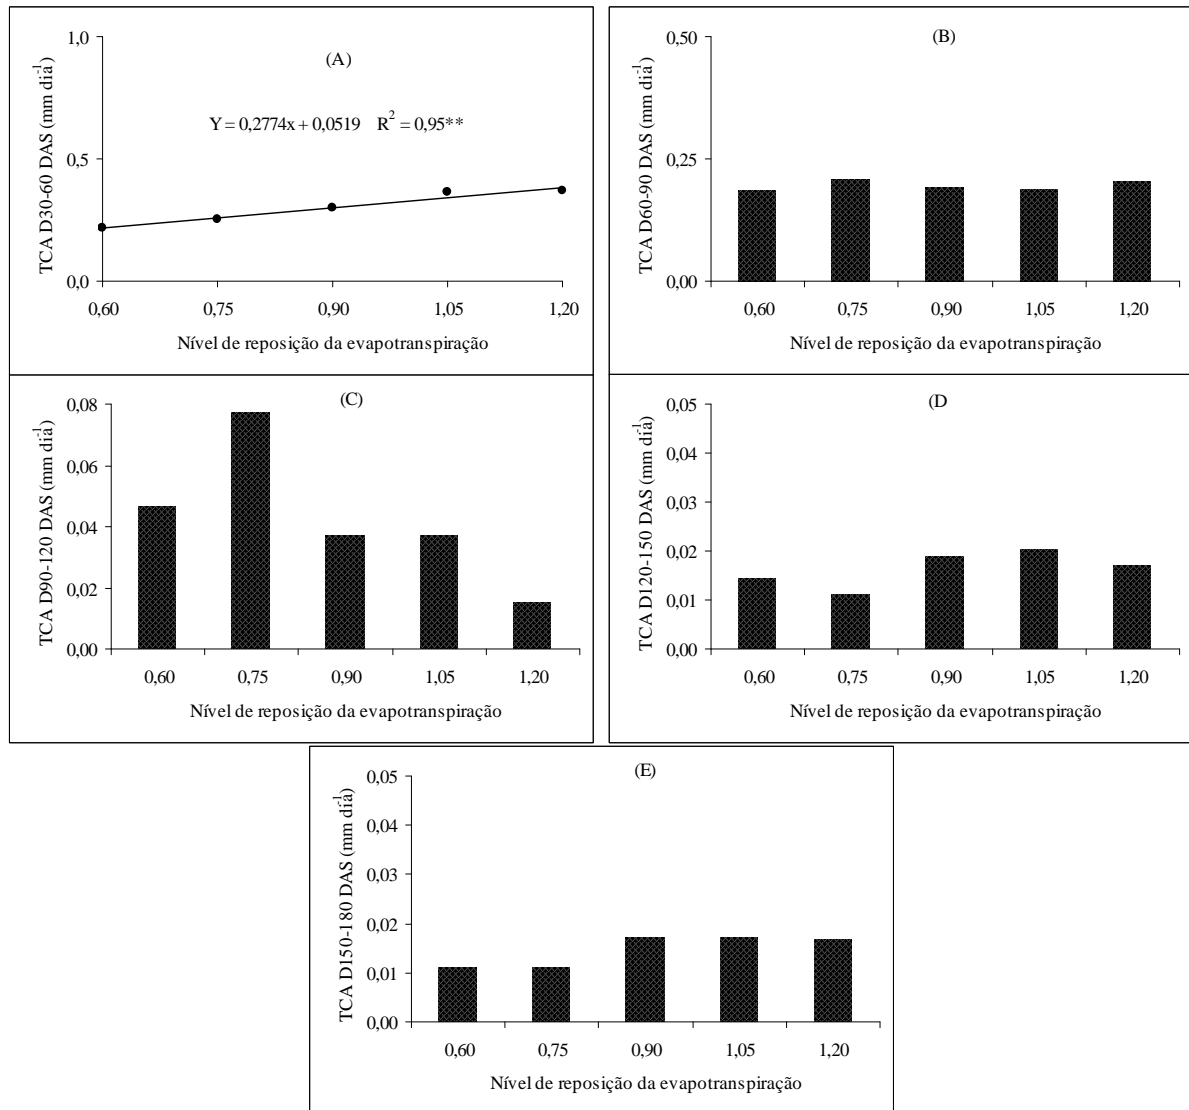 (A)
TCA D30-60 DAS (mm dia-1)
1,0
0,5
0,0
Y = 0,2774x + 0,0519 R2 = 0,95**
0,60 0,75 0,90 1,05 1,20
Nível de reposição da evapotranspiração
(B)
TCA D60-90 DAS (mm dia-1)
0,50
0,25
0,00
0,60 0,75 0,90 1,05 1,20
Nível de reposição da evapotranspiração
(C)
TCA D90-120 DAS (mm dia-1)
0,08
0,06
0,04
0,02
0,00
0,60 0,75 0,90 1,05 1,20
Nível de reposição da evapotranspiração
(D
TCA D120-150 DAS (mm dia-1)
0,05
0,04
0,03
0,02
0,01
0,00
0,60 0,75 0,90 1,05 1,20
Nível de reposição da evapotranspiração
(E)
TCA D150-180 DAS (mm dia-1)
0,05
0,04
0,03
0,02
0,01
0,00
0,60 0,75 0,90 1,05 1,20
Nível de reposição da evapotranspiração